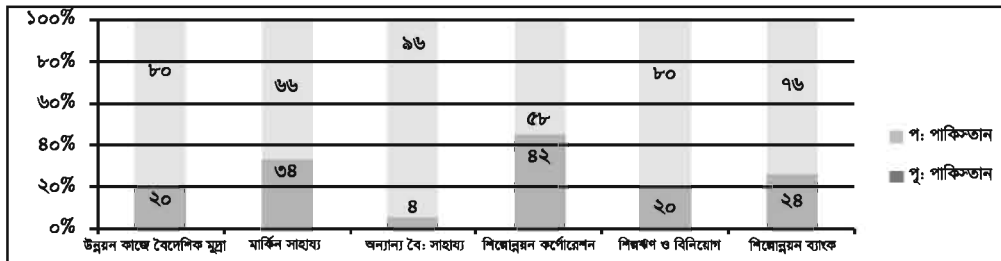 ১০০%
৮০%
৬০%
৪০%
২০%
০%
৮০ ৬৬ ৯৬ ৫৮ ৮০ ৭৬
২০ ৩৪ ৪ ৪২ ২০ ২৪
উন্নয়ন কাজে বৈদেশিক মুদ্রা মার্কিন সাহায্য অন্যান্য বৈ: সাহায্য শিল্পোন্নয়ন কর্পোরেশন শিল্পঋণ ও বিনিয়োগ শিল্পোন্নয়ন ব্যাংক
প: পাকিস্তান
পূ: পাকিস্তান